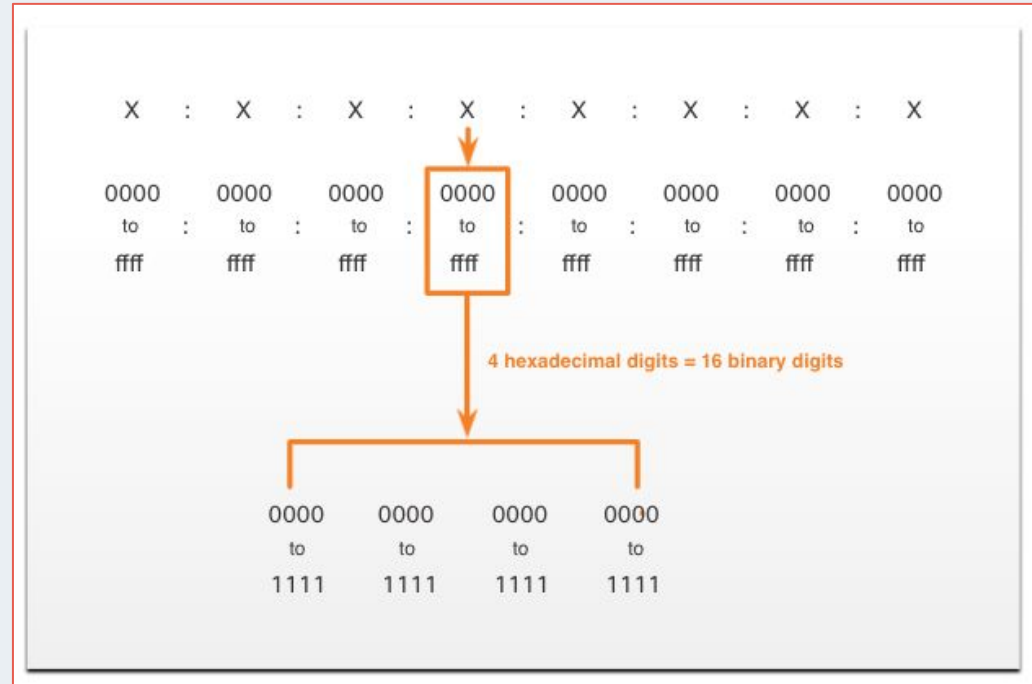 X : X : X : X : X : X : X : X
0000 0000 0000 0000 0000 0000 0000 0000
to : to : to : to : to : to : to : to
ffff ffff ffff ffff ffff ffff ffff ffff
4 hexadecimal digits = 16 binary digits
0000 0000 0000 0000
to to to to
1111 1111 1111 1111